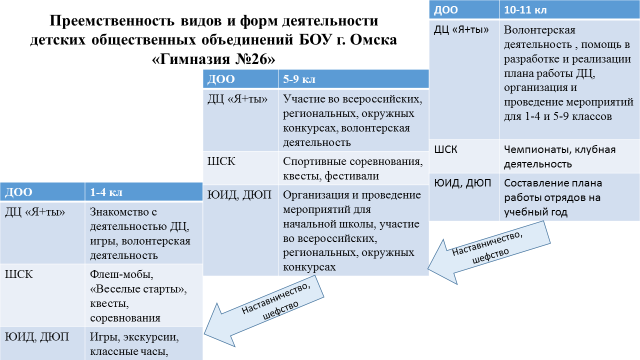 Преемственность видов и форм деятельности
детских общественных объединений БОУ г. Омска
«Гимназия №26»
ДОО 1-4 кл
ДЦ «Я+ты» Знакомство с
деятельностью ДЦ,
игры, волонтерская
деятельность
ШСК Флеш-мобы,
«Веселые старты»,
квесты,
соревнования
ЮИД, ДЮП Игры, экскурсии,
классные часы,
Наставничество,
шефство
ДОО 5-9 кл
ДЦ «Я+ты» Участие во всероссийских,
региональных, окружных
конкурсах, волонтерская
деятельность
ШСК Спортивные соревнования,
квесты, фестивали
ЮИД, ДЮП Организация и проведение
мероприятий для
начальной школы, участие
во всероссийских,
региональных, окружных
конкурсах
Наставничество,
шефство
ДОО 10-11 кл
ДЦ «Я+ты» Волонтерская
деятельность , помощь в
разработке и реализации
плана работы ДЦ,
организация и
проведение мероприятий
для 1-4 и 5-9 классов
ШСК Чемпионаты, клубная
деятельность
ЮИД, ДЮП Составление плана
работы отрядов на
учебный год